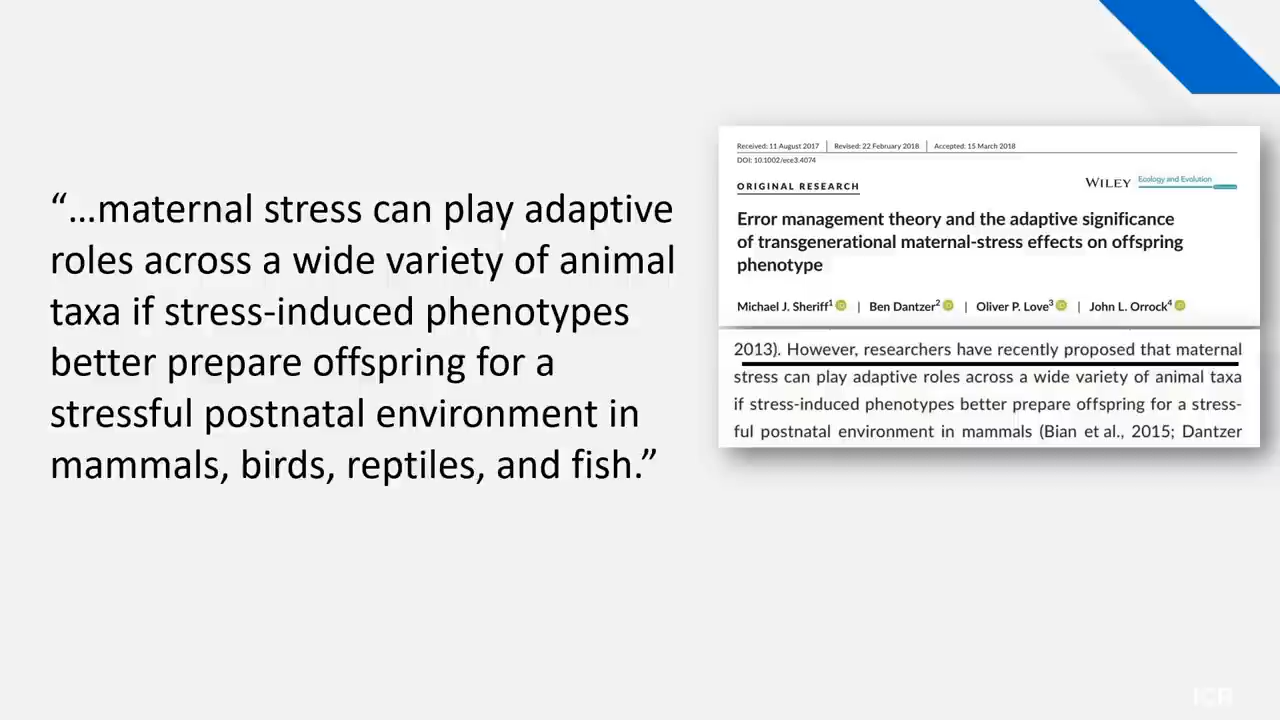 “…maternal stress can play adaptive
roles across a wide variety of animal
taxa if stress-induced phenotypes
better prepare offspring for a
stressful postnatal environment in
mammals, birds, reptiles, and fish.”
Received: 11 August 2017 | Revised: 22 February 2018 | Accepted: 15 March 2018
DOI: 10.1002/ece3.4074
ORIGINAL RESEARCH
WILEY Ecology and Evolution
Error management theory and the adaptive significance
of transgenerational maternal-stress effects on offspring
phenotype
Michael J. Sheriff1 | Ben Dantzer2 | Oliver P. Love3 | John L. Orrock4
2013). However, researchers have recently proposed that maternal
stress can play adaptive roles across a wide variety of animal taxa
if stress-induced phenotypes better prepare offspring for a stress-
ful postnatal environment in mammals (Bian et al., 2015; Dantzer
ICR